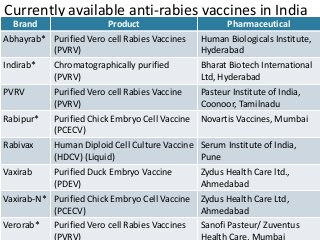 Currently available anti-rabies vaccines in India
Brand Product Pharmaceutical
Abhayrab* Purified Vero cell Rabies Vaccines Human Biologicals Institute,
(PVRV) Hyderabad
Indirab* Chromatographically purified Bharat Biotech International
(PVRV) Ltd, Hyderabad
PVRV Purified Vero cell Rabies Vaccine Pasteur Institute of India,
(PVRV) Coonoor, Tamilnadu
Rabipur* Purified Chick Embryo Cell Vaccine Novartis Vaccines, Mumbai
(PCECV)
Rabivax Human Diploid Cell Culture Vaccine Serum Institute of India,
(HDCV) (Liquid) Pune
Vaxirab Purified Duck Embryo Vaccine Zydus Health Care ltd.,
(PDEV) Ahmedabad
Vaxirab-N* Purified Chick Embryo Cell Vaccine Zydus Health Care Ltd,
(PCECV) Ahmedabad
Verorab* Purified Vero cell Rabies Vaccines Sanofi Pasteur/ Zuventus
(PVRV) Health Care, Mumbai